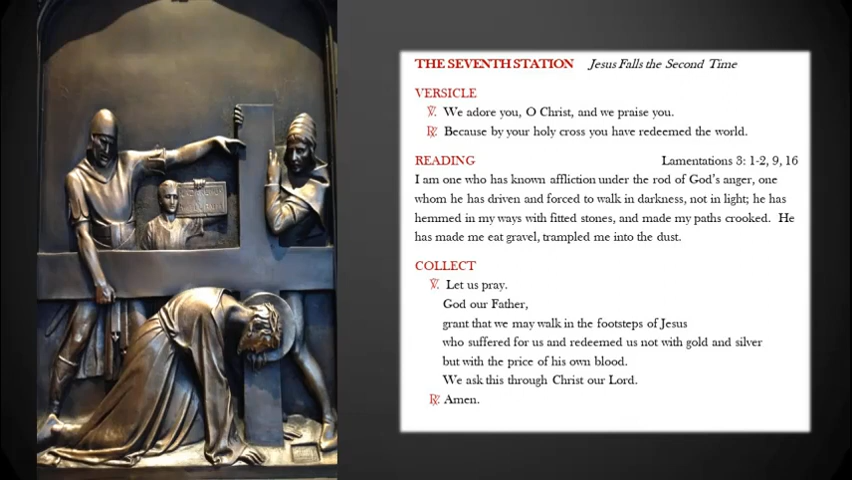 THE SEVENTH STATION Jesus Falls the Second Time
VERSICLE
℣. We adore you, O Christ, and we praise you.
℟. Because by your holy cross you have redeemed the world.
READING Lamentations 3: 1-2, 9, 16
I am one who has known affliction under the rod of God's anger, one
whom he has driven and forced to walk in darkness, not in light; he has
hemmed in my ways with fitted stones, and made my paths crooked. He
has made me eat gravel, trampled me into the dust.
COLLECT
℣. Let us pray.
God our Father,
grant that we may walk in the footsteps of Jesus
who suffered for us and redeemed us not with gold and silver
but with the price of his own blood.
We ask this through Christ our Lord.
℟. Amen.